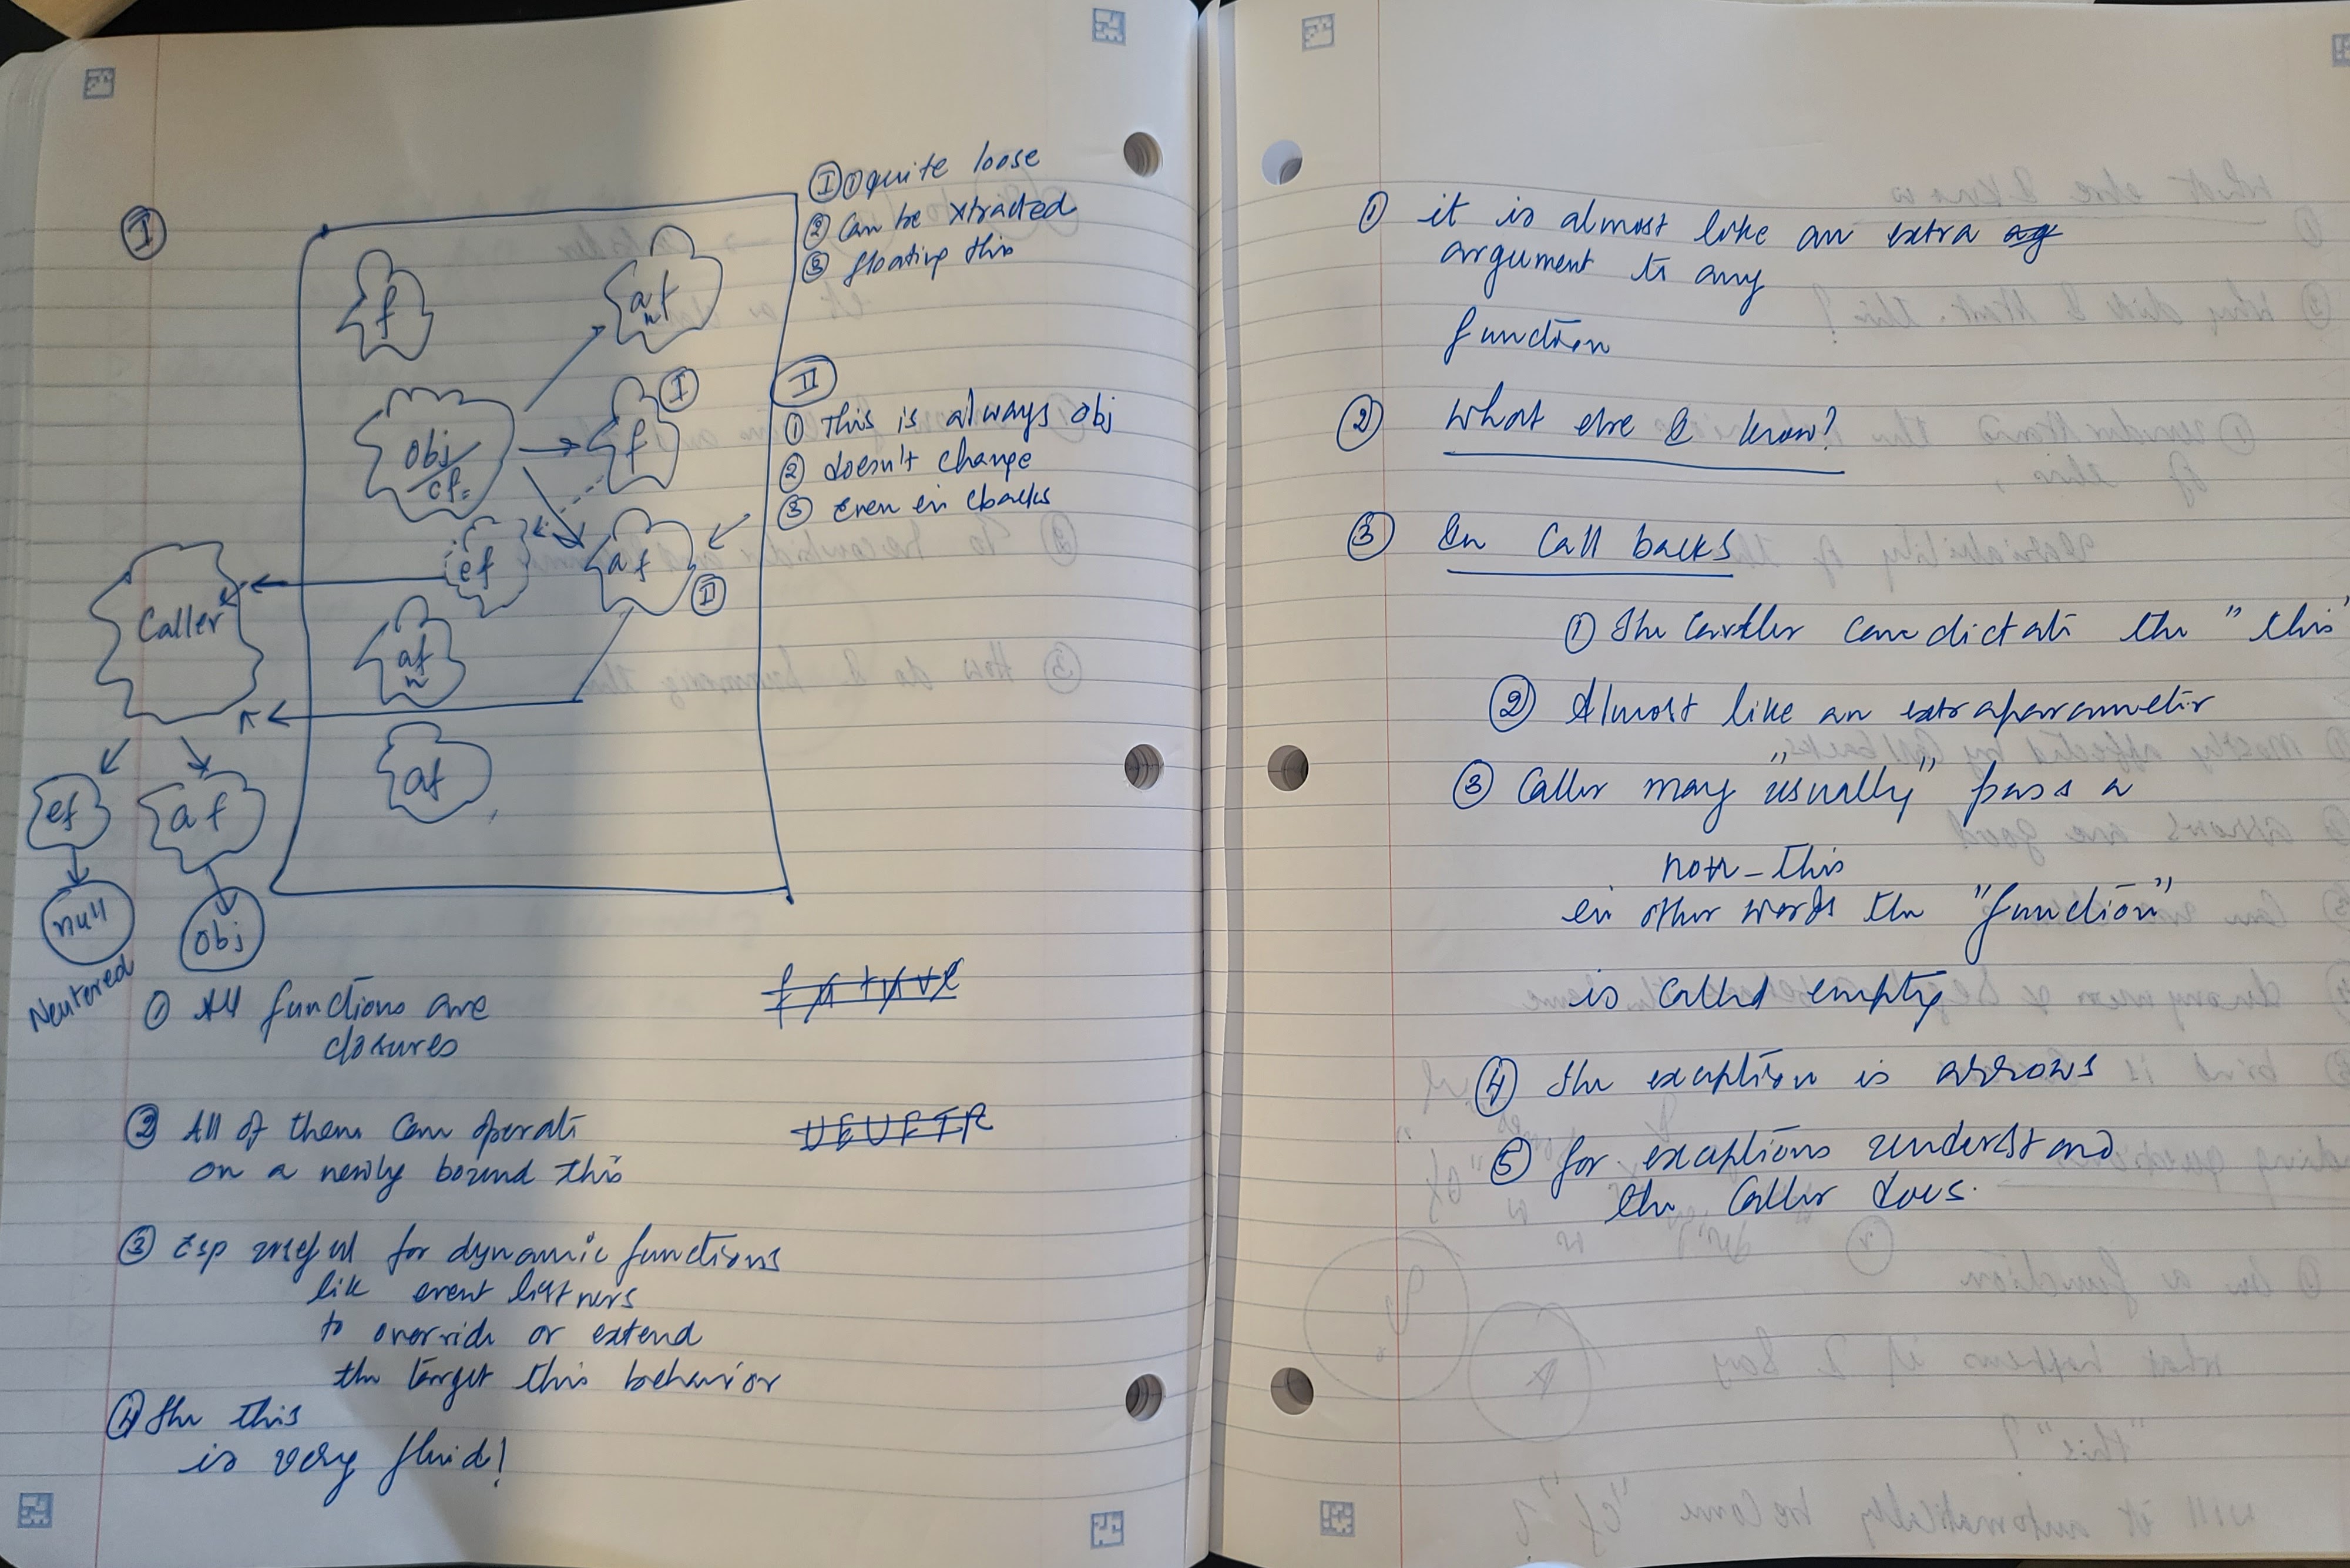 I
① quite loose
② Can be xtracted
③ floating this
f
anf
Obj/cf.
f I
ef
af II
Caller
af
n
af
II
① This is always obj
② doesn't change
③ Even in cbacks
ef
af
null
Obj
Neutered
① All functions are
closures
② All of them can operate
on a newly bound this
③ Esp useful for dynamic functions
like event listners
to override or extend
the target this behavior
④ The this
is very fluid!
① it is almost like an extra ag
argument to any
function
② What else I know?
③ In Call backs
① The caller can dictate the "this"
② Almost like an extra parameter
③ Caller may "usually" pass a
non-this
in other words the "function"
is called empty
④ The exception is arrows
⑤ for exceptions understand
the caller does.